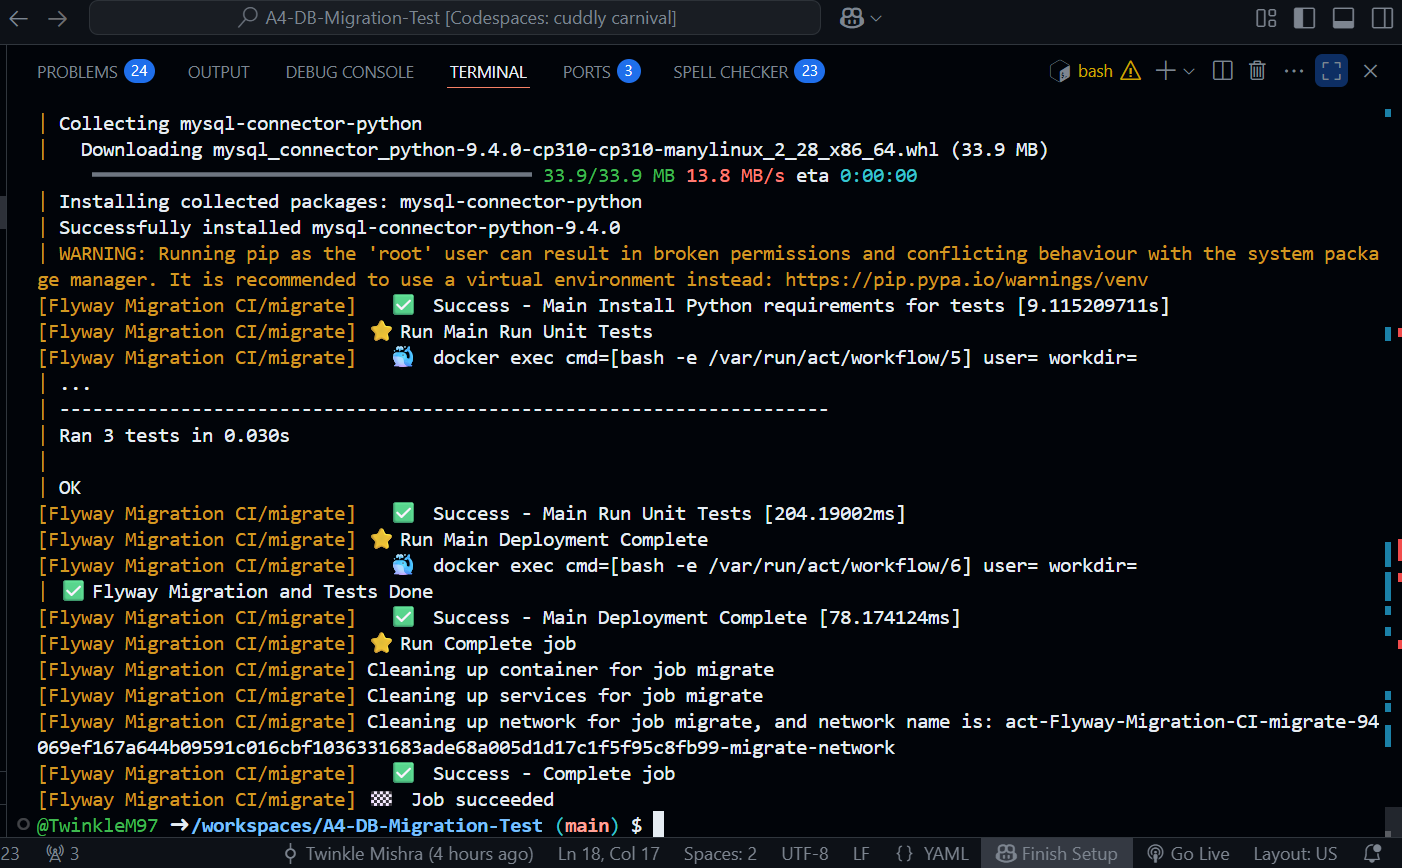 A4-DB-Migration-Test [Codespaces: cuddly carnival]
PROBLEMS 24 OUTPUT DEBUG CONSOLE TERMINAL PORTS 3 SPELL CHECKER 23 bash
| Collecting mysql-connector-python
|   Downloading mysql_connector_python-9.4.0-cp310-cp310-manylinux_2_28_x86_64.whl (33.9 MB)
33.9/33.9 MB 13.8 MB/s eta 0:00:00
| Installing collected packages: mysql-connector-python
| Successfully installed mysql-connector-python-9.4.0
| WARNING: Running pip as the 'root' user can result in broken permissions and conflicting behaviour with the system packa
ge manager. It is recommended to use a virtual environment instead: https://pip.pypa.io/warnings/venv
[Flyway Migration CI/migrate]   ✅  Success - Main Install Python requirements for tests [9.115209711s]
[Flyway Migration CI/migrate] ⭐ Run Main Run Unit Tests
[Flyway Migration CI/migrate]   🐳  docker exec cmd=[bash -e /var/run/act/workflow/5] user= workdir=
| ...
| ----------------------------------------------------------------------
| Ran 3 tests in 0.030s
|
| OK
[Flyway Migration CI/migrate]   ✅  Success - Main Run Unit Tests [204.19002ms]
[Flyway Migration CI/migrate] ⭐ Run Main Deployment Complete
[Flyway Migration CI/migrate]   🐳  docker exec cmd=[bash -e /var/run/act/workflow/6] user= workdir=
| ✅ Flyway Migration and Tests Done
[Flyway Migration CI/migrate]   ✅  Success - Main Deployment Complete [78.174124ms]
[Flyway Migration CI/migrate] ⭐ Run Complete job
[Flyway Migration CI/migrate] Cleaning up container for job migrate
[Flyway Migration CI/migrate] Cleaning up services for job migrate
[Flyway Migration CI/migrate] Cleaning up network for job migrate, and network name is: act-Flyway-Migration-CI-migrate-94
069ef167a644b09591c016cbf1036331683ade68a005d1d17c1f5f95c8fb99-migrate-network
[Flyway Migration CI/migrate]   ✅  Success - Complete job
[Flyway Migration CI/migrate] 🏁  Job succeeded
@TwinkleM97 ➜/workspaces/A4-DB-Migration-Test (main) $
23 3 Twinkle Mishra (4 hours ago) Ln 18, Col 17 Spaces: 2 UTF-8 LF {} YAML Finish Setup Go Live Layout: US